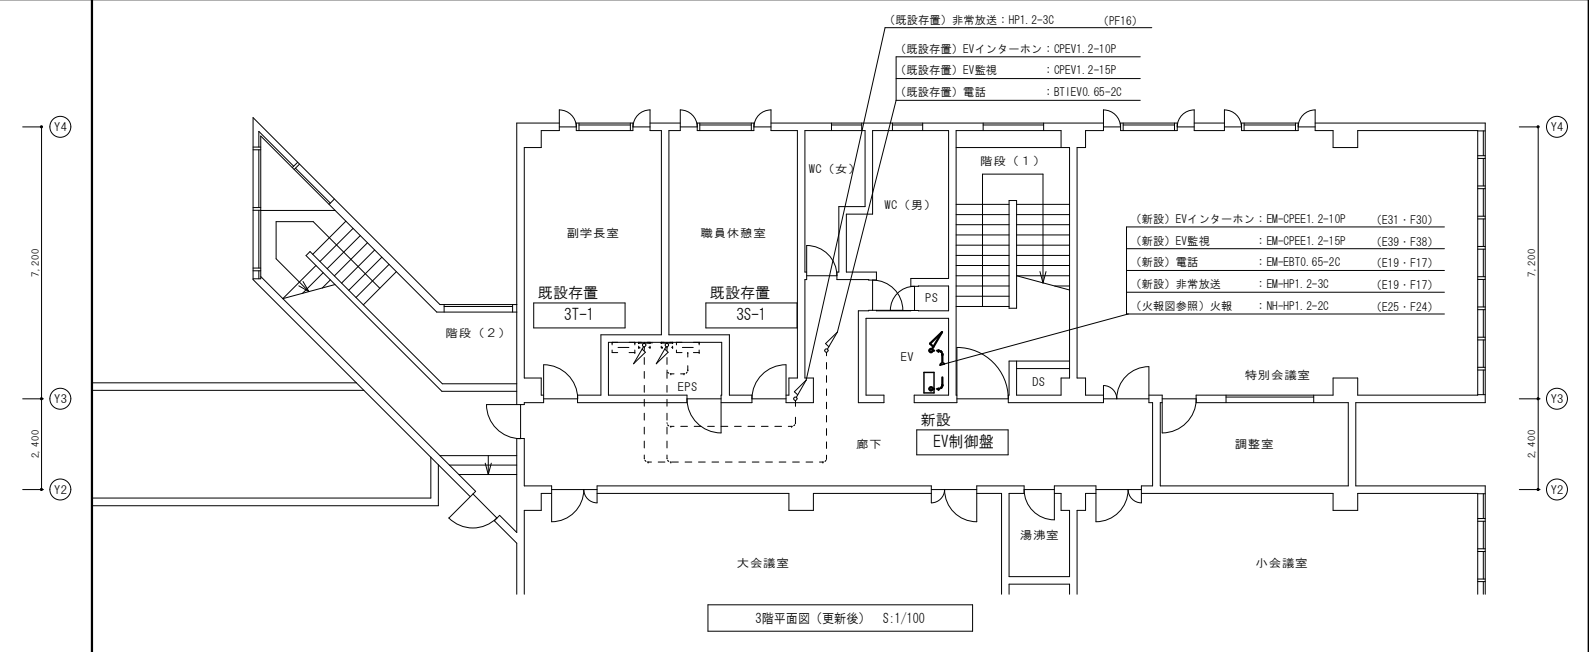 (既設存置) 非常放送:HP1.2-3C (PF16)
(既設存置) EVインターホン:CPEV1.2-10P
(既設存置) EV監視 :CPEV1.2-15P
(既設存置) 電話 :BTIEV0.65-2C
Y4
Y4
7,200
7,200
階段(1)
WC(女)
WC(男)
副学長室
職員休憩室
(新設) EVインターホン:EM-CPEE1.2-10P (E31・F30)
(新設) EV監視 :EM-CPEE1.2-15P (E39・F38)
(新設) 電話 :EM-EBT0.65-2C (E19・F17)
(新設) 非常放送 :EM-HP1.2-3C (E19・F17)
(火報図参照) 火報 :NH-HP1.2-2C (E25・F24)
既設存置
3T-1
既設存置
3S-1
PS
階段(2)
EV
EPS
DS
特別会議室
Y3
Y3
2,400
2,400
新設
EV制御盤
廊下
調整室
Y2
Y2
湯沸室
大会議室
小会議室
3階平面図(更新後) S:1/100